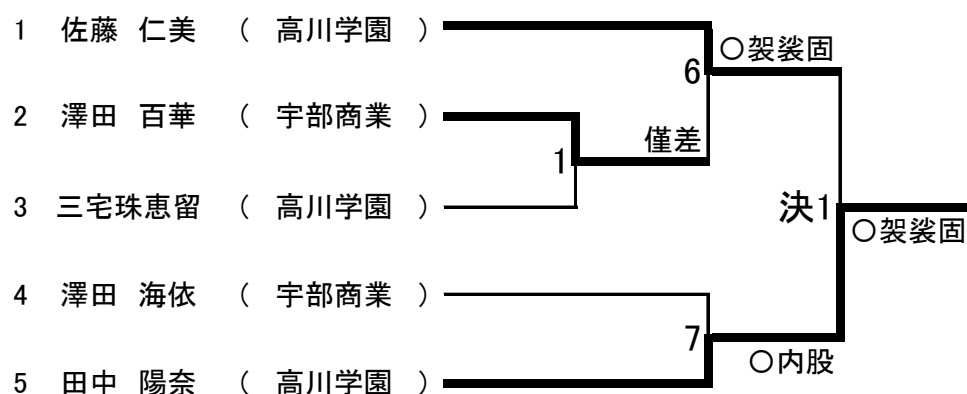 1 佐藤 仁美 ( 高川学園 )
〇袈裟固
6
2 澤田 百華 ( 宇部商業 )
僅差
1
3 三宅珠恵留 ( 高川学園 )
決1
〇袈裟固
4 澤田 海依 ( 宇部商業 )
7
〇内股
5 田中 陽奈 ( 高川学園 )